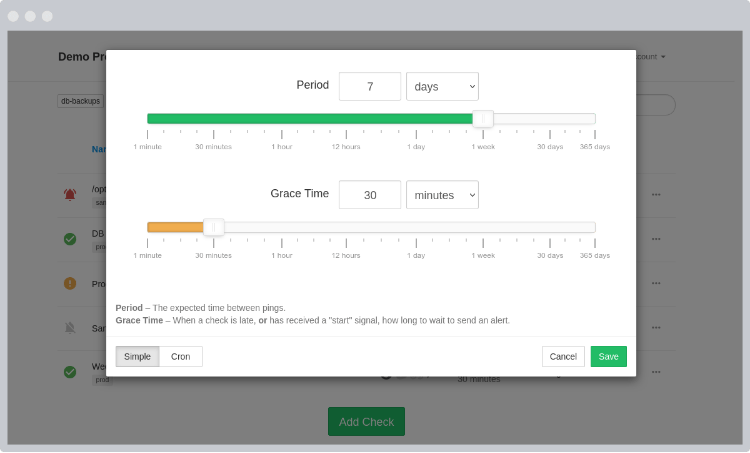 Demo Pr
count
db-backups
Period 7 days
1 minute 30 minutes 1 hour 12 hours 1 day 1 week 30 days 365 days
Nar
Grace Time 30 minutes
1 minute 30 minutes 1 hour 12 hours 1 day 1 week 30 days 365 days
/opt
san
DB
pro
Pro
Period – The expected time between pings.
Grace Time – When a check is late, or has received a "start" signal, how long to wait to send an alert.
Sar
Simple Cron Cancel Save
We
prod
30 minutes
Add Check